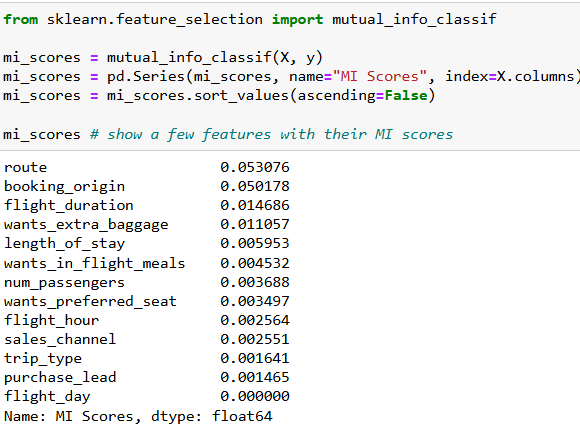 from sklearn.feature_selection import mutual_info_classif
mi_scores = mutual_info_classif(X, y)
mi_scores = pd.Series(mi_scores, name="MI Scores", index=X.columns)
mi_scores = mi_scores.sort_values(ascending=False)
mi_scores # show a few features with their MI scores
route 0.053076
booking_origin 0.050178
flight_duration 0.014686
wants_extra_baggage 0.011057
length_of_stay 0.005953
wants_in_flight_meals 0.004532
num_passengers 0.003688
wants_preferred_seat 0.003497
flight_hour 0.002564
sales_channel 0.002551
trip_type 0.001641
purchase_lead 0.001465
flight_day 0.000000
Name: MI Scores, dtype: float64